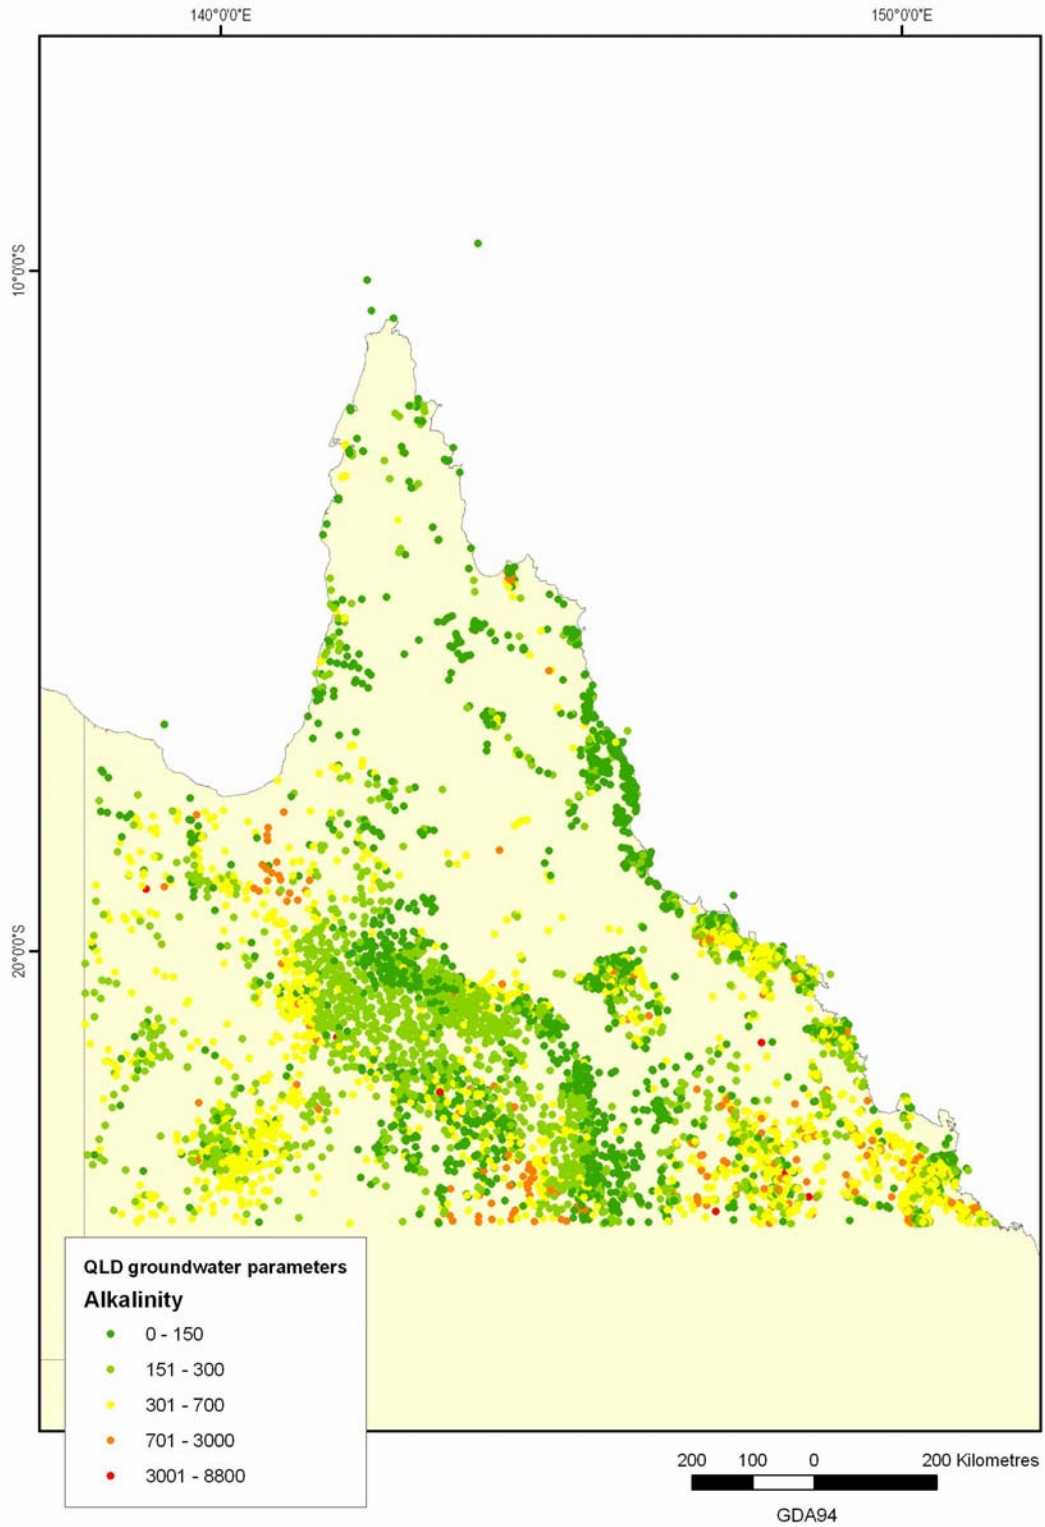 140°0'0"E
150°0'0"E
10°0'0"S
20°0'0"S
QLD groundwater parameters
Alkalinity
0 - 150
151 - 300
301 - 700
701 - 3000
3001 - 8800
200 100 0 200 Kilometres
GDA94